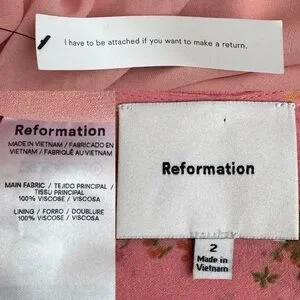 I have to be attached if you want to make a return.
Reformation
MADE IN VIETNAM / FABRICADO EN
VIETNAM / FABRIQUÉ AU VIETNAM
MAIN FABRIC / TEJIDO PRINCIPAL /
TISSU PRINCIPAL
100% VISCOSE / VISCOSA
LINING / FORRO / DOUBLURE
100% VISCOSE / VISCOSA
Reformation
2
Made in
Vietnam